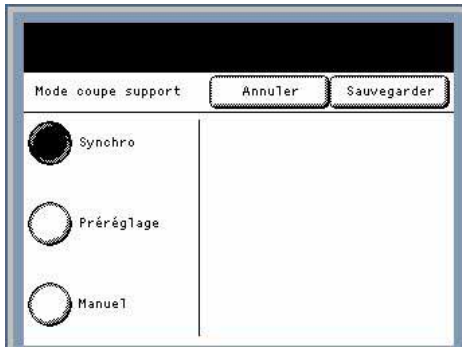 Mode coupe support Annuler Sauvegarder
Synchro
Préréglage
Manuel